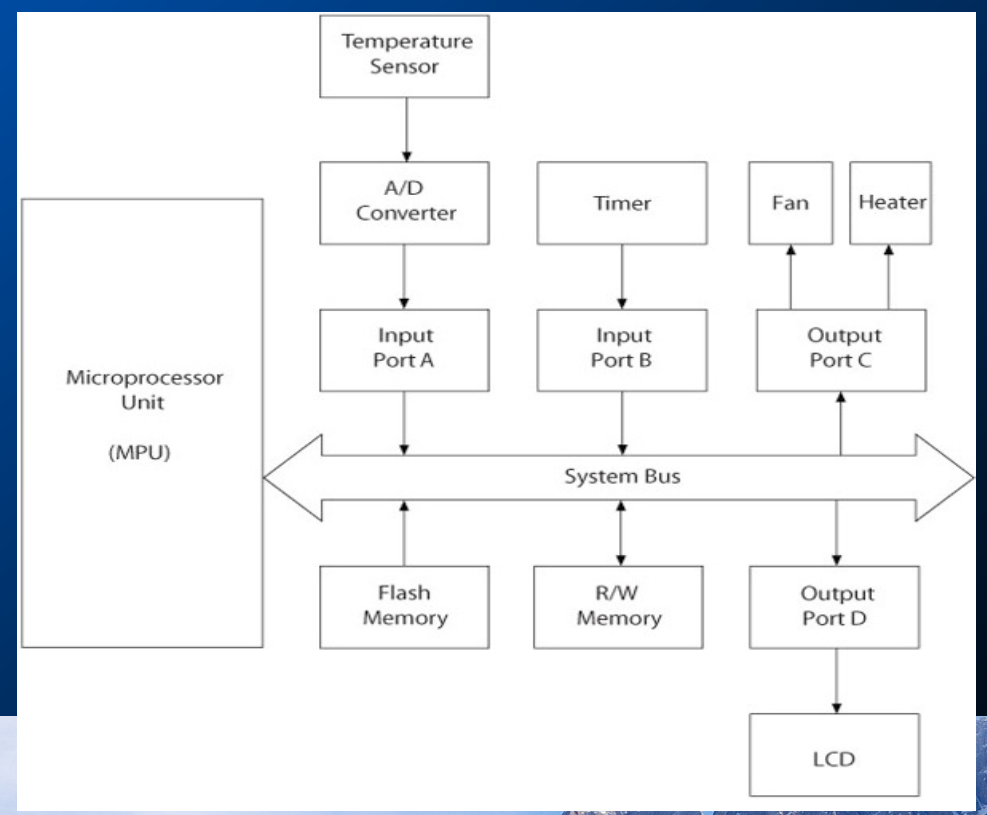 Temperature
Sensor
A/D
Converter
Timer
Fan
Heater
Input
Port A
Input
Port B
Output
Port C
Microprocessor
Unit
(MPU)
System Bus
Flash
Memory
R/W
Memory
Output
Port D
LCD